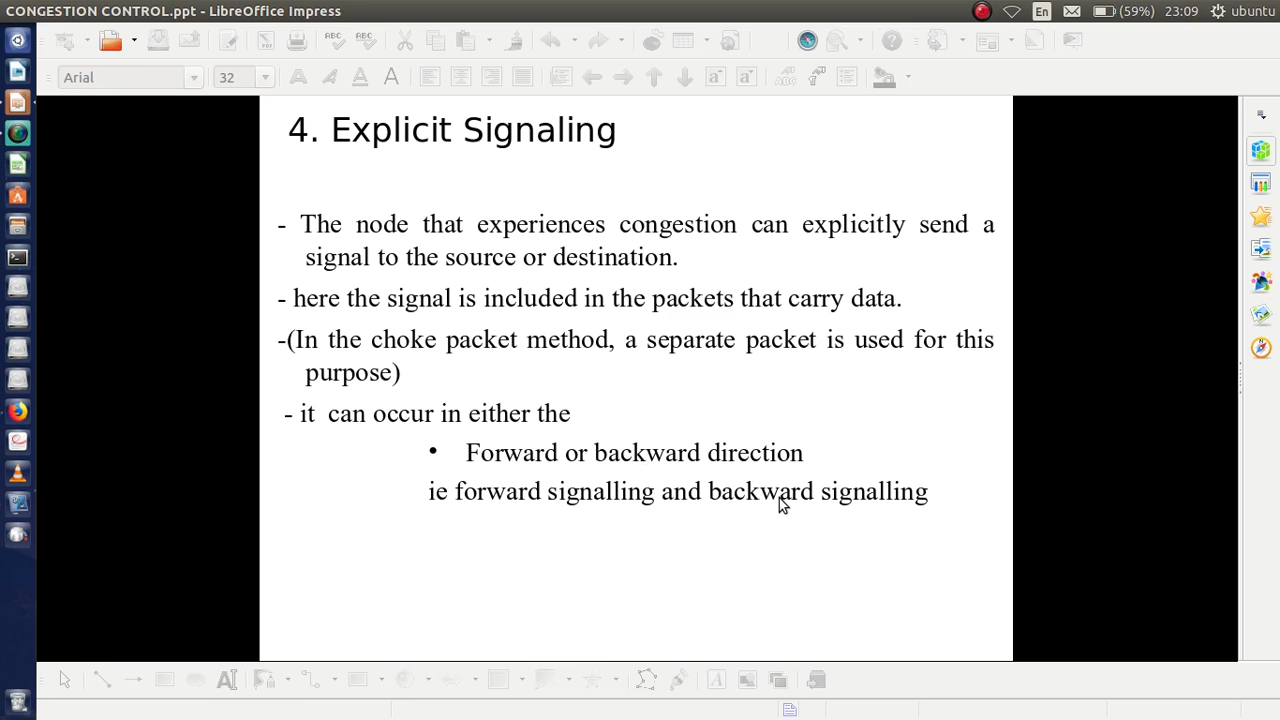 CONGESTION CONTROL.ppt - LibreOffice Impress
En (59%) 23:09 ubuntu
Arial 32
4. Explicit Signaling
- The node that experiences congestion can explicitly send a
signal to the source or destination.
- here the signal is included in the packets that carry data.
-(In the choke packet method, a separate packet is used for this
purpose)
- it can occur in either the
• Forward or backward direction
ie forward signalling and backward signalling